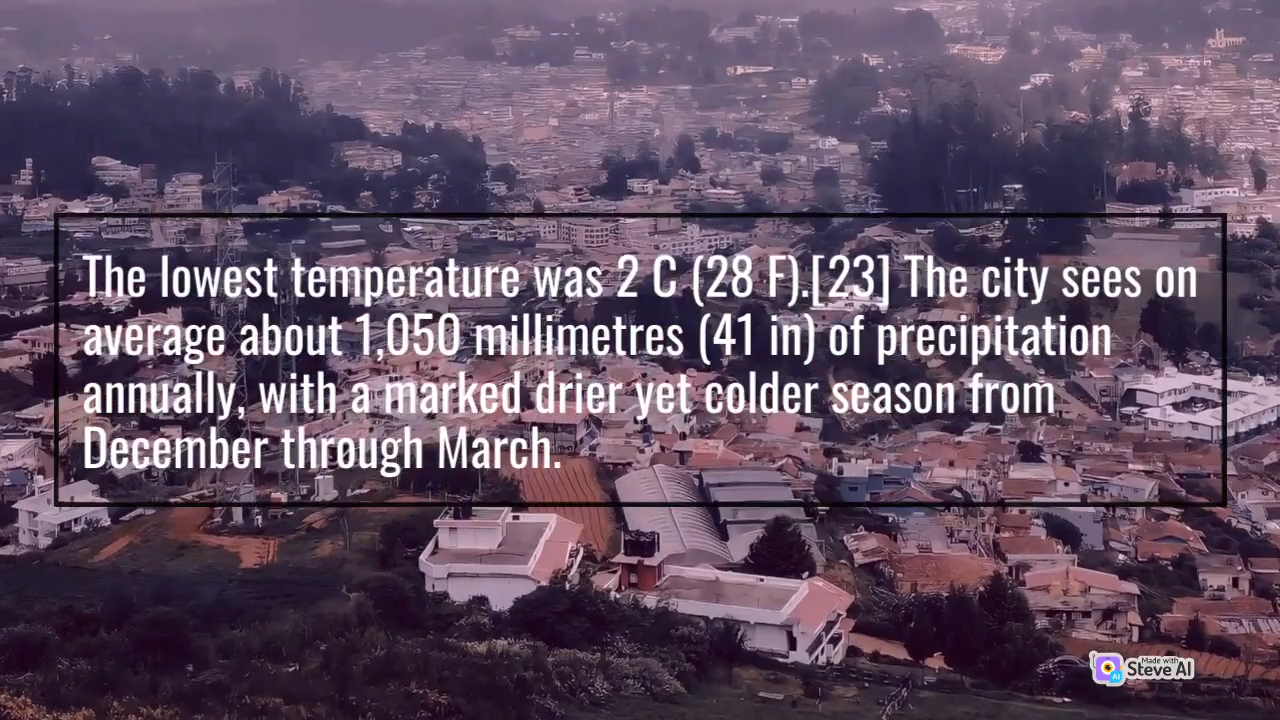 The lowest temperature was 2 C (28 F).[23] The city sees on
average about 1,050 millimetres (41 in) of precipitation
annually, with a marked drier yet colder season from
December through March.
Made with
Steve AI
AI